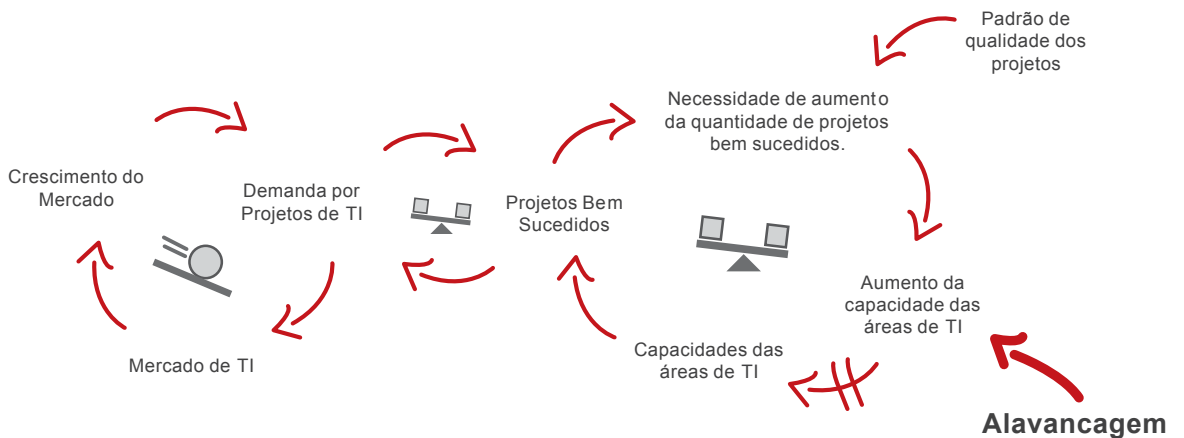 Padrão de
qualidade dos
projetos
Necessidade de aumento
da quantidade de projetos
bem sucedidos.
Crescimento do
Mercado
Demanda por
Projetos de TI
Projetos Bem
Sucedidos
Aumento da
capacidade das
áreas de TI
Mercado de TI
Capacidades das
áreas de TI
Alavancagem